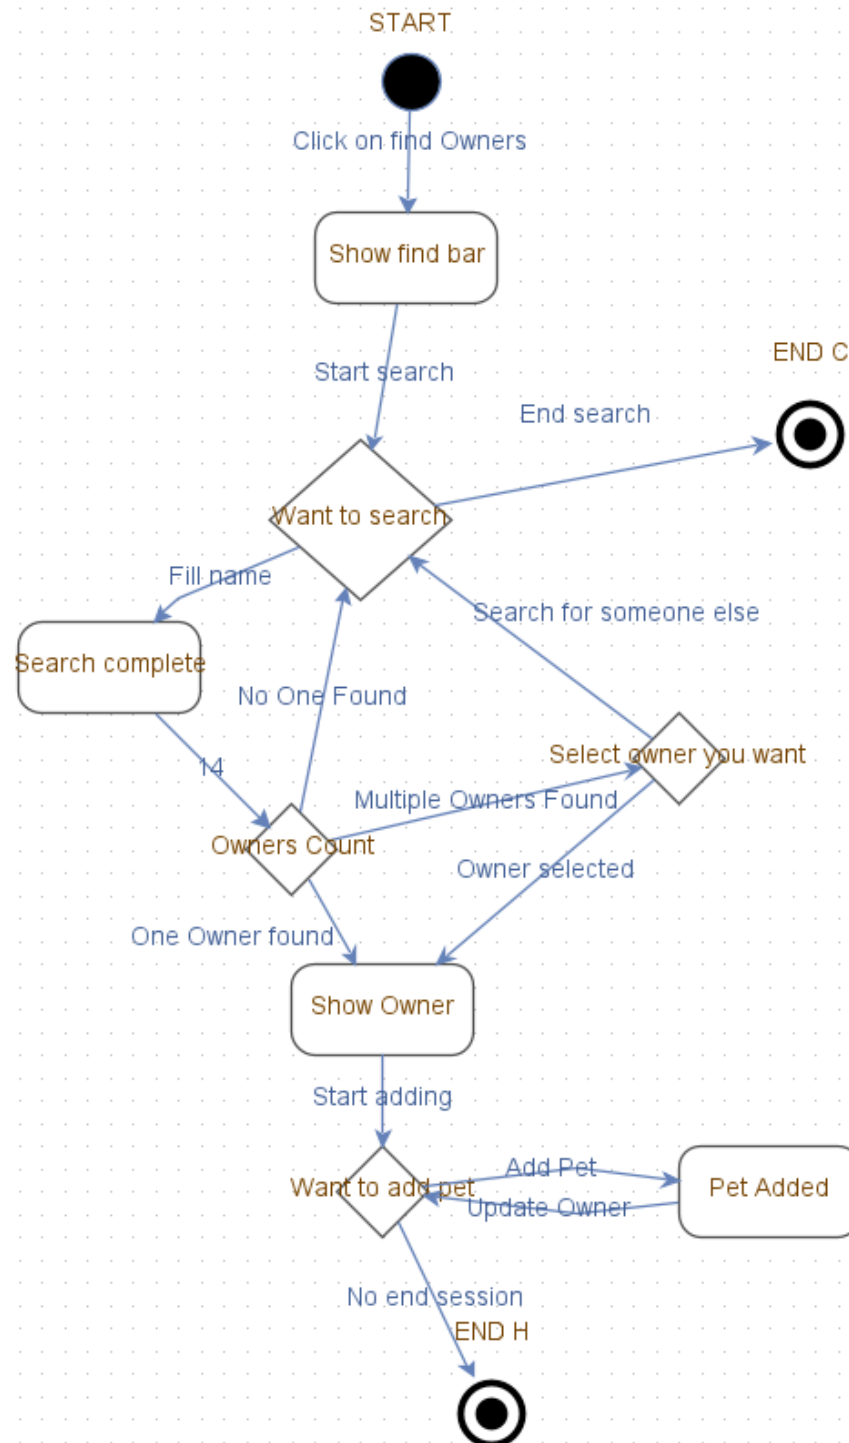 START
Click on find Owners
Show find bar
END C
Start search
End search
Want to search
Fill name
Search for someone else
Search complete
No One Found
Select owner you want
14
Multiple Owners Found
Owners Count
Owner selected
One Owner found
Show Owner
Start adding
Add Pet
Want to add pet
Pet Added
Update Owner
No end session
END H